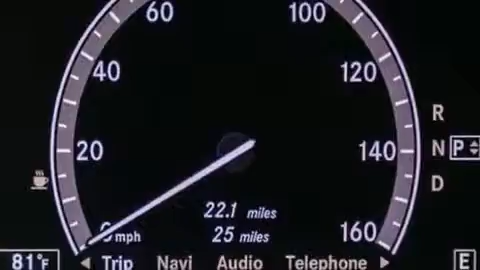 60 100
40 120
R
20 140 N P
D
22.1 miles
0 mph 25 miles 160
81°F Trip Navi Audio Telephone E